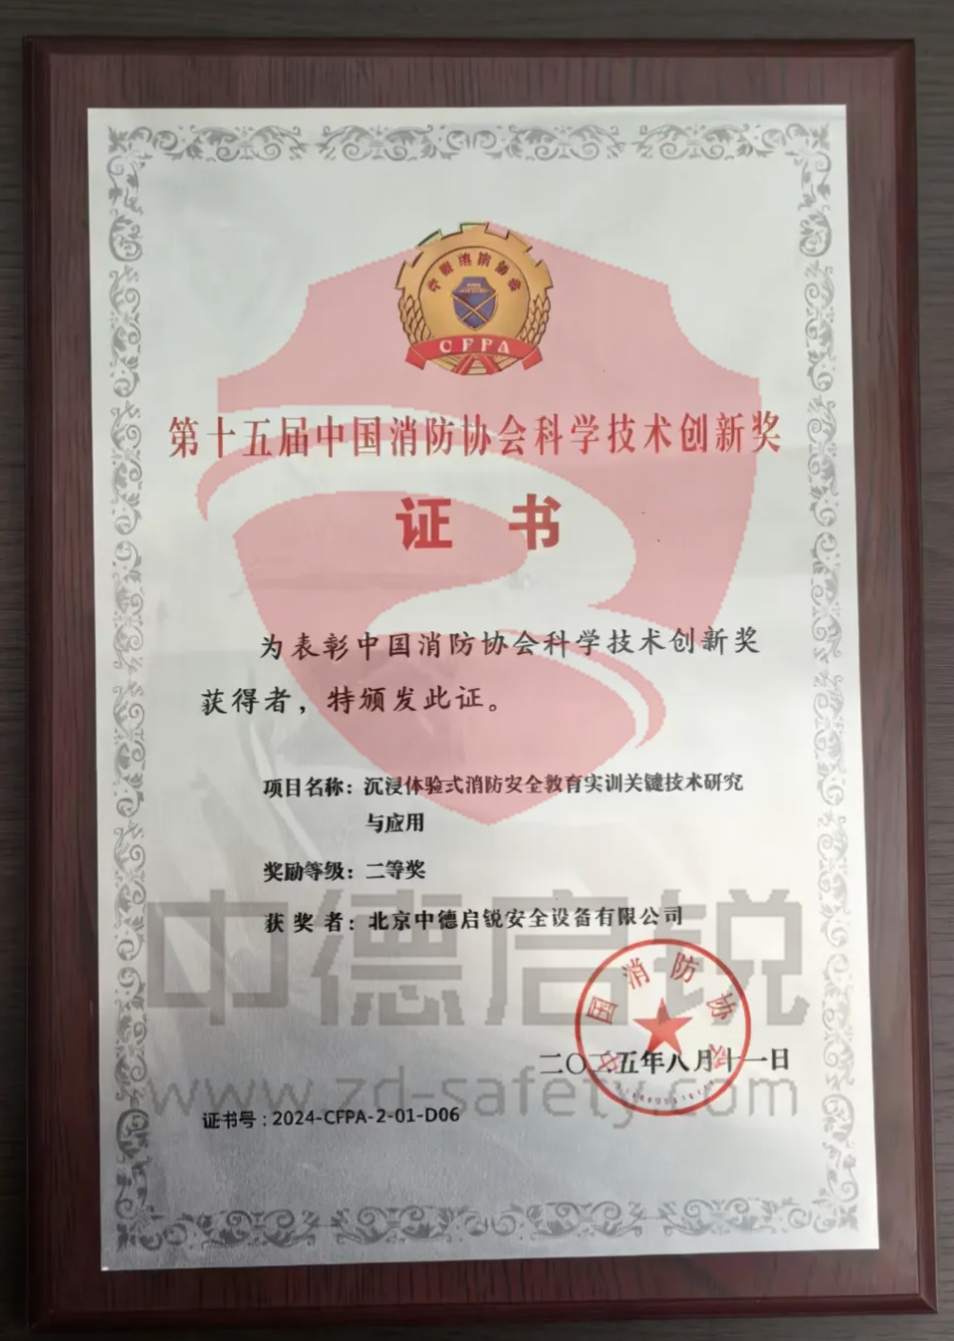 中国消防协会
CFPA
第十五届中国消防协会科学技术创新奖
证 书
为表彰中国消防协会科学技术创新奖
获得者，特颁发此证。
项目名称：沉浸体验式消防安全教育实训关键技术研究
与应用
奖励等级：二等奖
获 奖 者：北京中德启锐安全设备有限公司
中德启锐
中国消防协会
二〇二五年八月十一日
www.zd-safety.com
证书号：2024-CFPA-2-01-D06